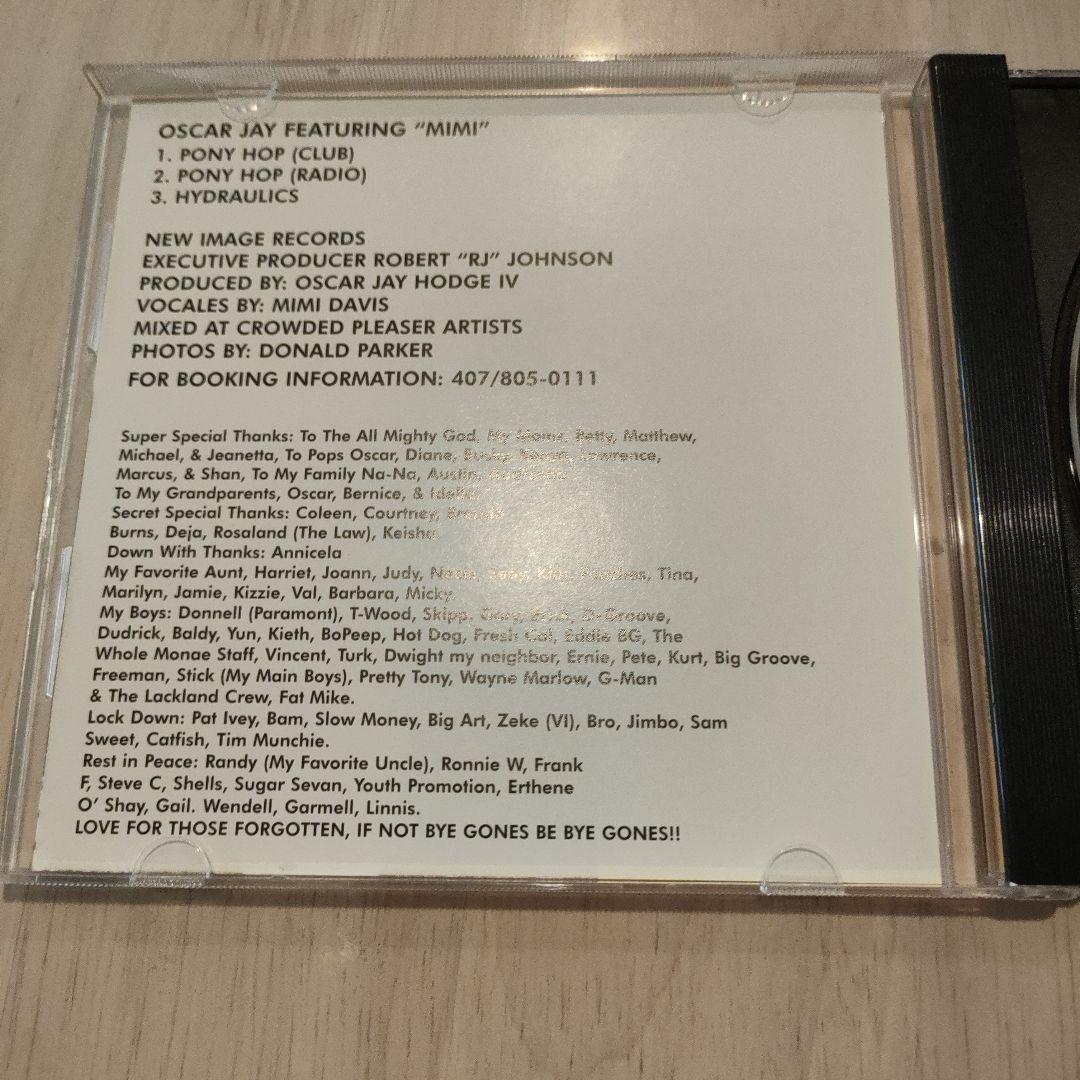 OSCAR JAY FEATURING "MIMI"
1. PONY HOP (CLUB)
2. PONY HOP (RADIO)
3. HYDRAULICS
NEW IMAGE RECORDS
EXECUTIVE PRODUCER ROBERT "RJ" JOHNSON
PRODUCED BY: OSCAR JAY HODGE IV
VOCALES BY: MIMI DAVIS
MIXED AT CROWDED PLEASER ARTISTS
PHOTOS BY: DONALD PARKER
FOR BOOKING INFORMATION: 407/805-0111
Super Special Thanks: To The All Mighty God, My Moms, Betty, Matthew,
Michael, & Jeanetta, To Pops Oscar, Diane, Lawrence,
Marcus, & Shan, To My Family Na-Na, Austin,
To My Grandparents, Oscar, Bernice, &
Secret Special Thanks: Coleen, Courtney,
Burns, Deja, Rosaland (The Law), Keisha
Down With Thanks: Annicela
My Favorite Aunt, Harriet, Joann, Judy, Peaches, Tina,
Marilyn, Jamie, Kizzie, Val, Barbara, Micky
My Boys: Donnell (Paramont), T-Wood, Skipp, D-Groove,
Dudrick, Baldy, Yun, Kieth, BoPeep, Hot Dog, Fresh Cal, Eddie BG, The
Whole Monae Staff, Vincent, Turk, Dwight my neighbor, Ernie, Pete, Kurt, Big Groove,
Freeman, Stick (My Main Boys), Pretty Tony, Wayne Marlow, G-Man
& The Lackland Crew, Fat Mike.
Lock Down: Pat Ivey, Bam, Slow Money, Big Art, Zeke (VI), Bro, Jimbo, Sam
Sweet, Catfish, Tim Munchie.
Rest in Peace: Randy (My Favorite Uncle), Ronnie W, Frank
F, Steve C, Shells, Sugar Sevan, Youth Promotion, Erthene
O' Shay, Gail. Wendell, Garmell, Linnis.
LOVE FOR THOSE FORGOTTEN, IF NOT BYE GONES BE BYE GONES!!